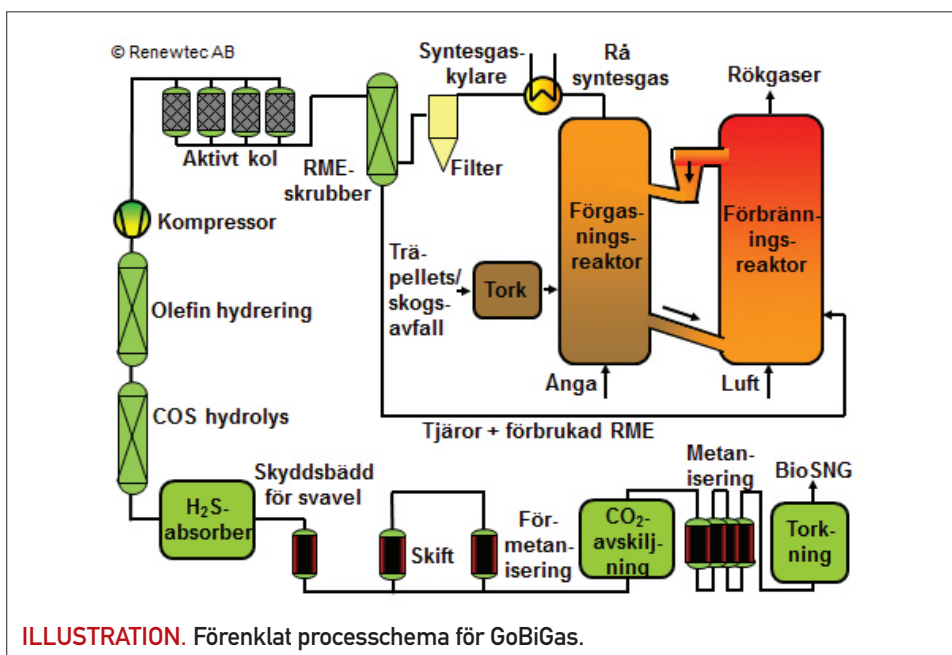 © Renewtec AB
Syntesgas-
kylare
Rå
syntesgas
Rökgaser
Aktivt kol
RME-
skrubber
Filter
Kompressor
Förgas-
nings-
reaktor
Förbränn-
ings-
reaktor
Trä-
pellets/
skogs-
avfall
Tork
Olefin hydrering
Ånga
Luft
COS hydrolys
Tjäror + förbrukad RME
Skyddsbädd
för svavel
H₂S-
absorber
Skift
För-
metan-
isering
CO₂-
avskilj-
ning
Metan-
isering
BioSNG
Tork-
ning
ILLUSTRATION. Förenklat processchema för GoBiGas.